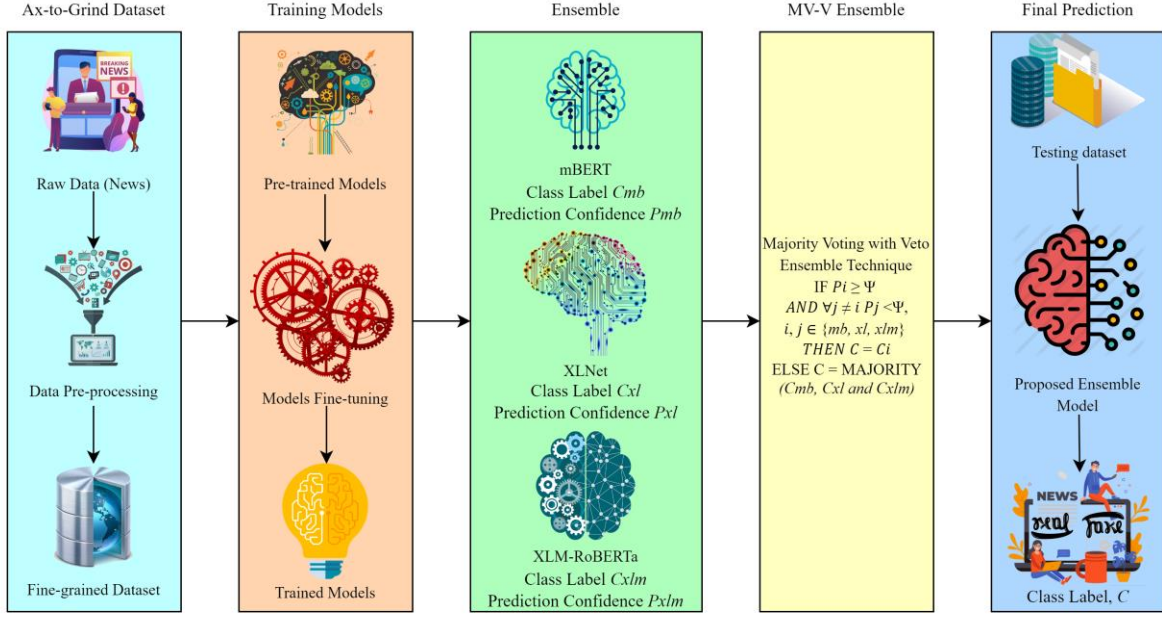 Ax-to-Grind Dataset
BREAKING
NEWS
Raw Data (News)
Data Pre-processing
Fine-grained Dataset
Training Models
Pre-trained Models
Models Fine-tuning
Trained Models
Ensemble
mBERT
Class Label Cmb
Prediction Confidence Pmb
XLNet
Class Label Cxl
Prediction Confidence Pxl
XLM-RoBERTa
Class Label Cxlm
Prediction Confidence Pxlm
MV-V Ensemble
Majority Voting with Veto
Ensemble Technique
IF Pi ≥ Ψ
AND ∀j ≠ i Pj <Ψ,
i, j ∈ {mb, xl, xlm}
THEN C = Ci
ELSE C = MAJORITY
(Cmb, Cxl and Cxlm)
Final Prediction
Testing dataset
Proposed Ensemble
Model
NEWS
real fake
Class Label, C